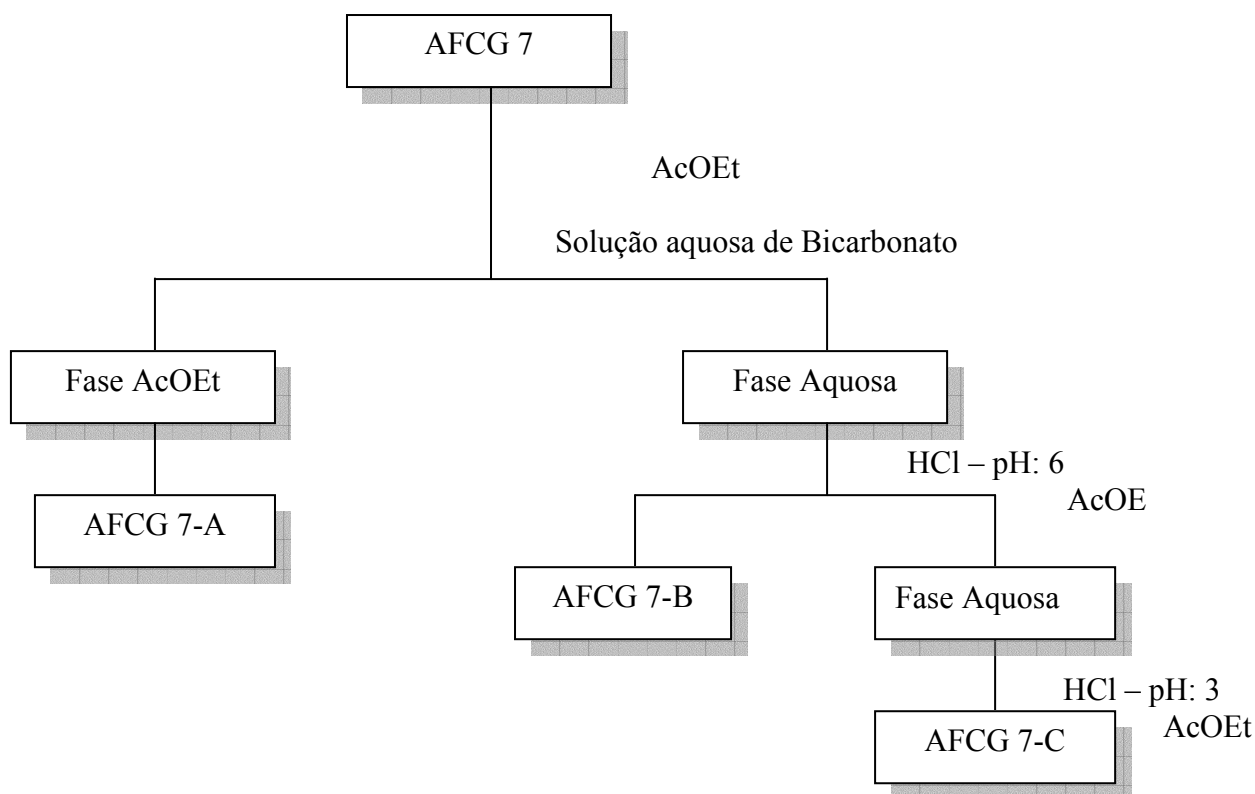 AFCG 7
AcOEt
Solução aquosa de Bicarbonato
Fase AcOEt
Fase Aquosa
HCl – pH: 6
AcOE
AFCG 7-A
AFCG 7-B
Fase Aquosa
HCl – pH: 3
AcOEt
AFCG 7-C